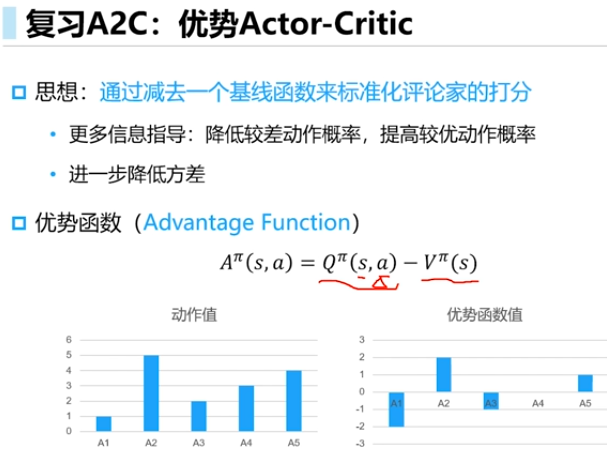 复习A2C：优势Actor-Critic
思想：通过减去一个基线函数来标准化评论家的打分
更多信息指导：降低较差动作概率，提高较优动作概率
进一步降低方差
优势函数（Advantage Function）
A^π(s, a) = Q^π(s, a) − V^π(s)
动作值
6
5
4
3
2
1
0
A1 A2 A3 A4 A5
优势函数值
3
2
1
0
A1 A2 A3 A4 A5
-1
-2
-3